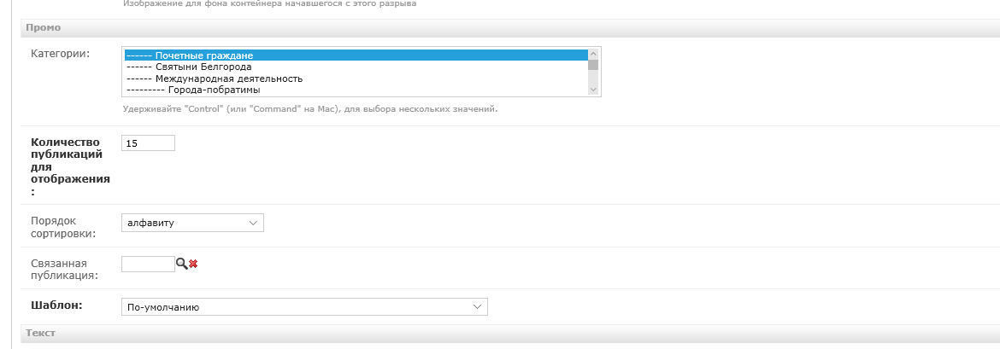 Изображение для фона контейнера начавшегося с этого разрыва
Промо
Категории:
------ Почетные граждане
------ Святыни Белгорода
------ Международная деятельность
--------- Города-побратимы
Удерживайте "Control" (или "Command" на Mac), для выбора нескольких значений.
Количество
публикаций
для
отображения
:
15
Порядок
сортировки:
алфавиту
Связанная
публикация:
Шаблон:
По-умолчанию
Текст